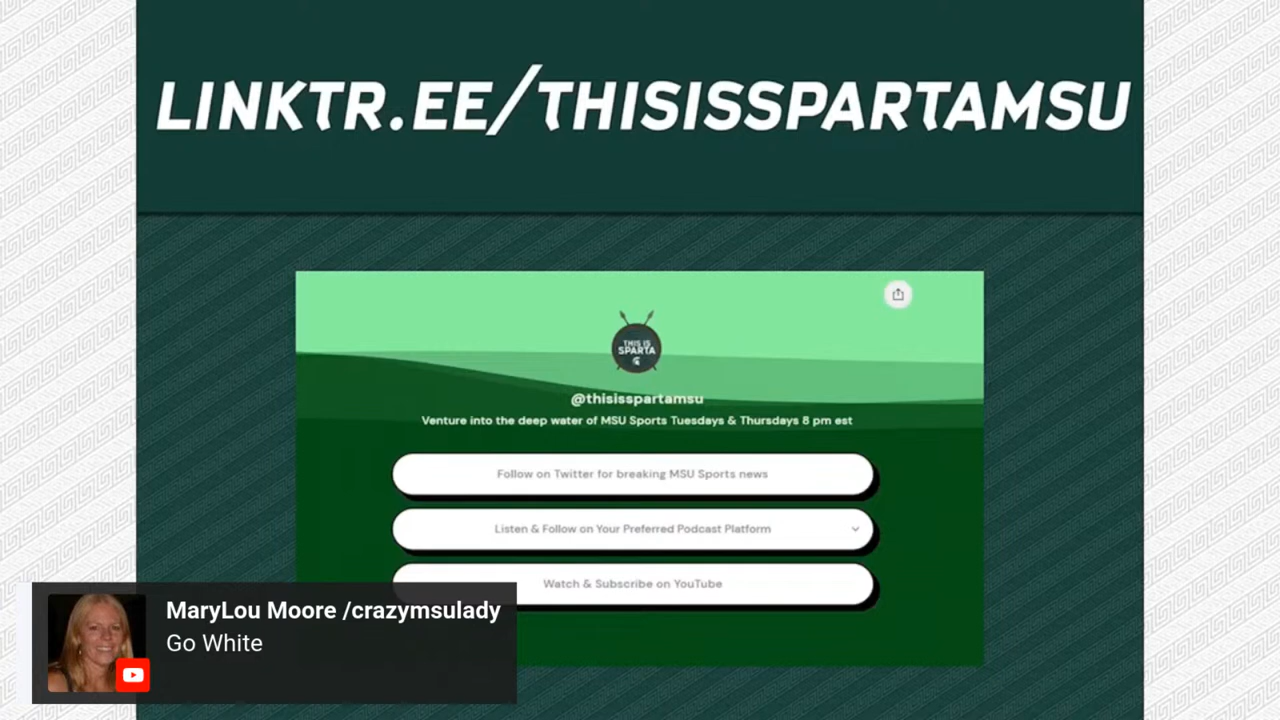 LINKTR.EE/THISISSPARTAMSU
THIS IS
SPARTA
@thisisspartamsu
Venture into the deep water of MSU Sports Tuesdays & Thursdays 8 pm est
Follow on Twitter for breaking MSU Sports news
Listen & Follow on Your Preferred Podcast Platform
Watch & Subscribe on YouTube
MaryLou Moore /crazymsulady
Go White